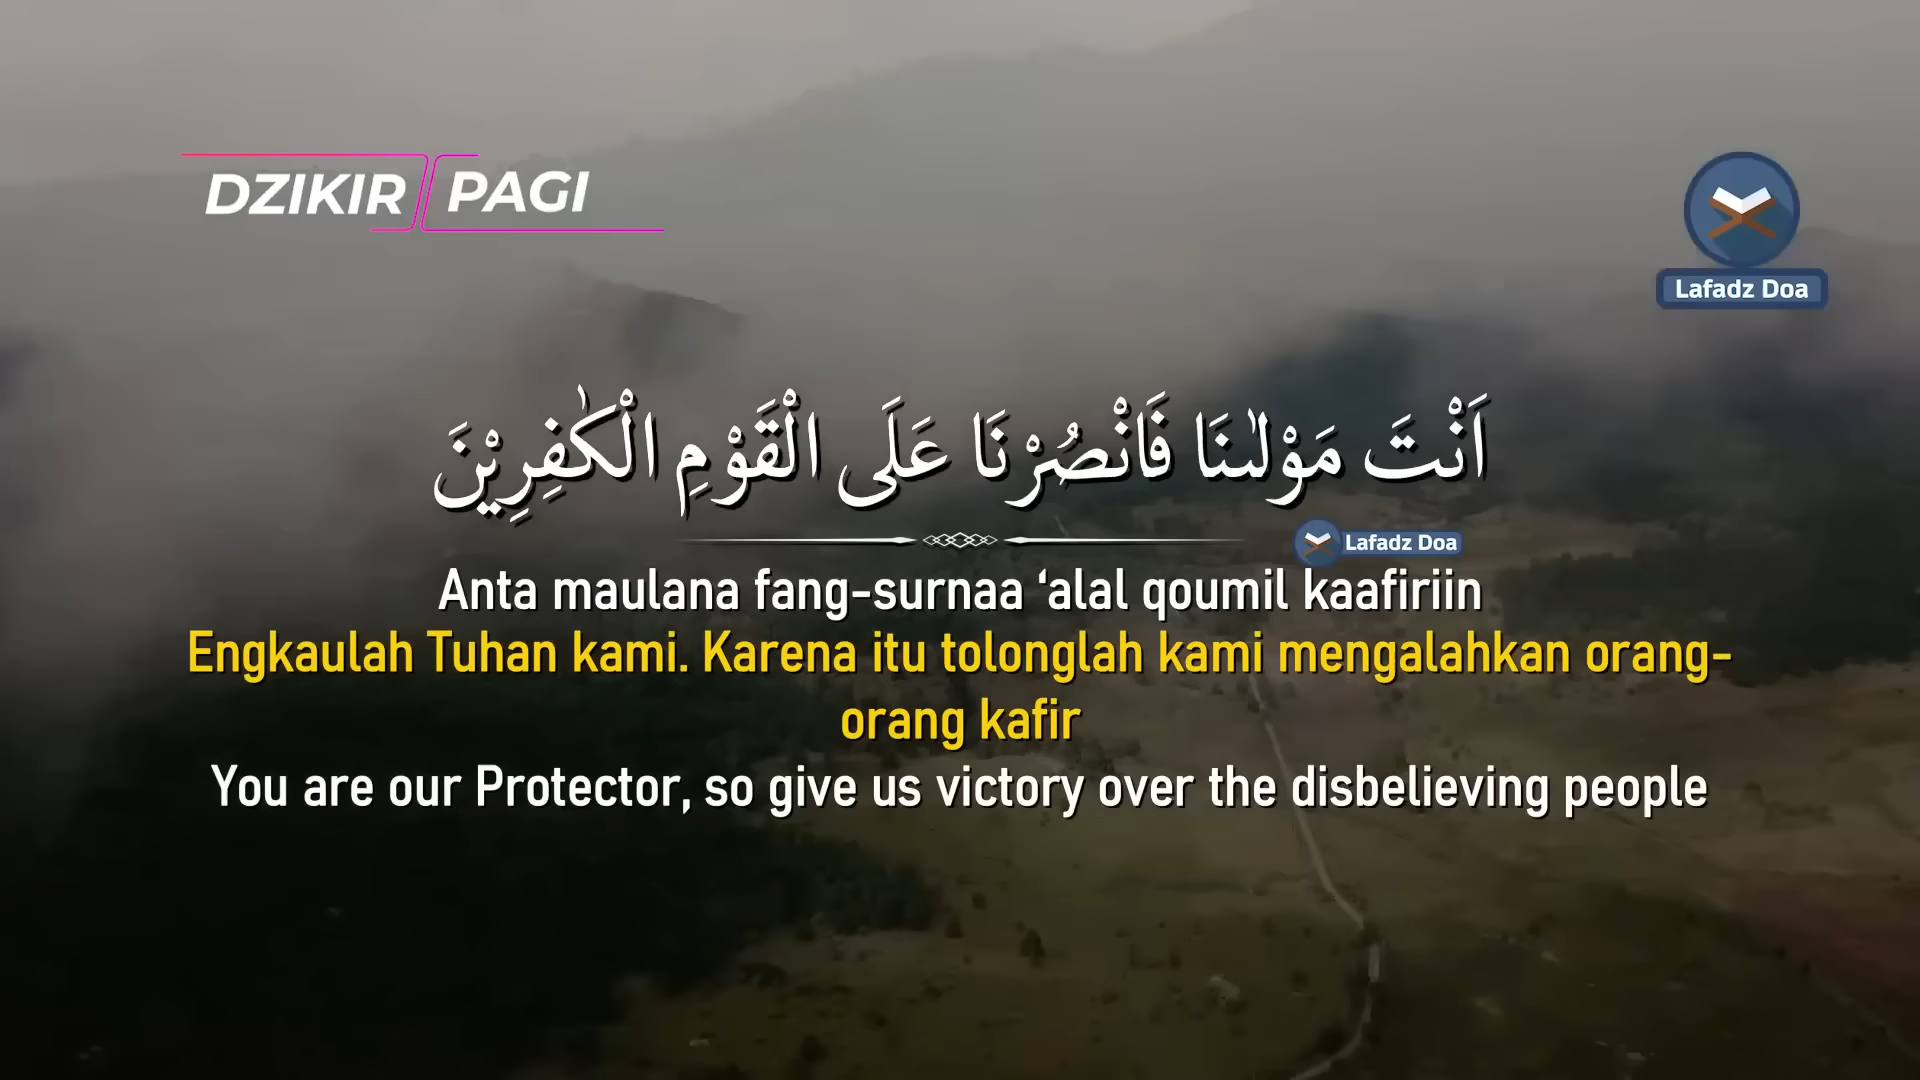 DZIKIR PAGI
Lafadz Doa
اَنْتَ مَوْلٰىنَا فَانْصُرْنَا عَلَى الْقَوْمِ الْكٰفِرِيْنَ
Lafadz Doa
Anta maulana fang-surnaa ‘alal qoumil kaafiriin
Engkaulah Tuhan kami. Karena itu tolonglah kami mengalahkan orang-
orang kafir
You are our Protector, so give us victory over the disbelieving people